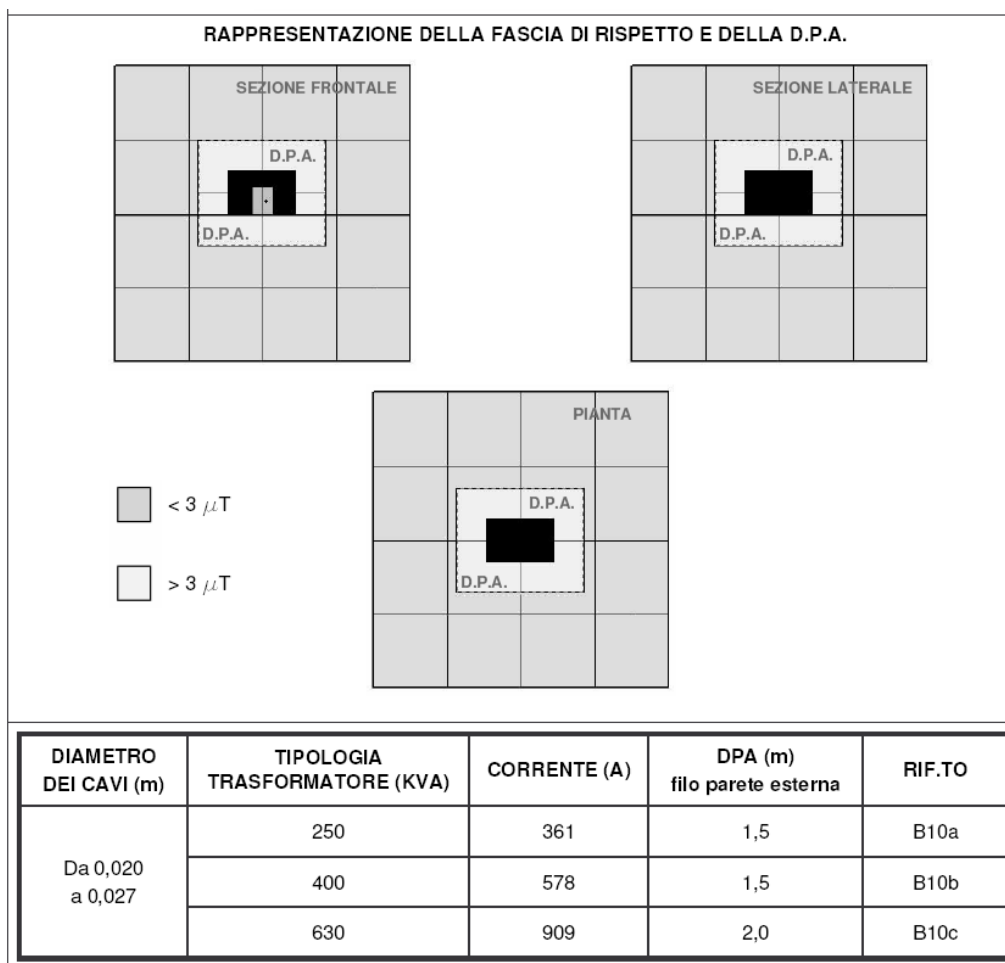 RAPPRESENTAZIONE DELLA FASCIA DI RISPETTO E DELLA D.P.A.
SEZIONE FRONTALE
D.P.A.
D.P.A.
SEZIONE LATERALE
D.P.A.
D.P.A.
PIANTA
D.P.A.
D.P.A.
< 3 µT
> 3 µT
DIAMETRO
DEI CAVI (m)
TIPOLOGIA
TRASFORMATORE (KVA)
CORRENTE (A)
DPA (m)
filo parete esterna
RIF.TO
Da 0,020
a 0,027
250 361 1,5 B10a
400 578 1,5 B10b
630 909 2,0 B10c